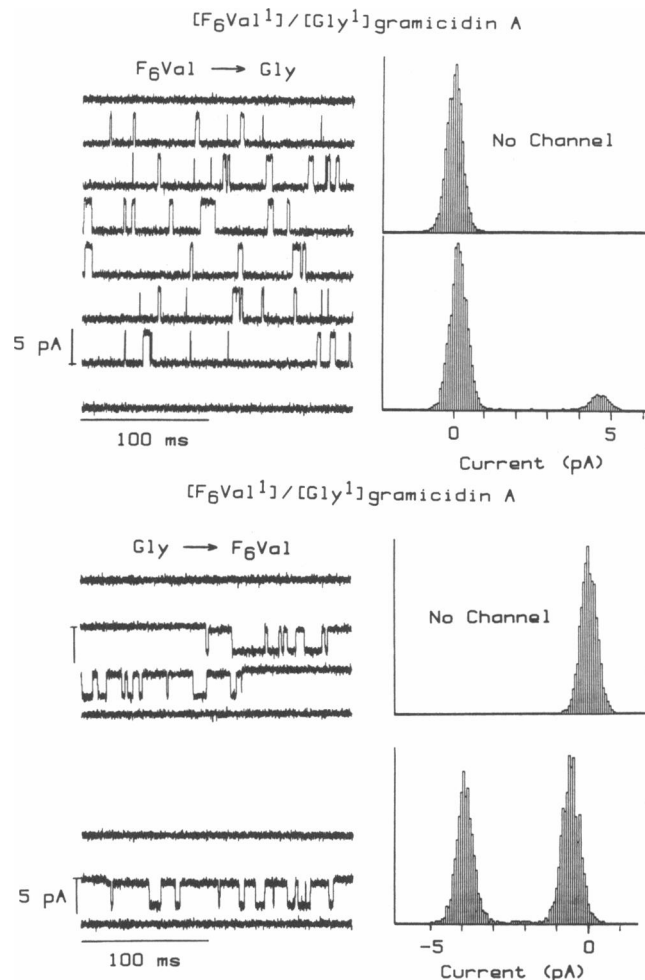 [F6Val1]/[Gly1]gramicidin A
F6Val → Gly
No Channel
5 pA
100 ms
0 5
Current (pA)
[F6Val1]/[Gly1]gramicidin A
Gly → F6Val
No Channel
5 pA
100 ms
-5 0
Current (pA)